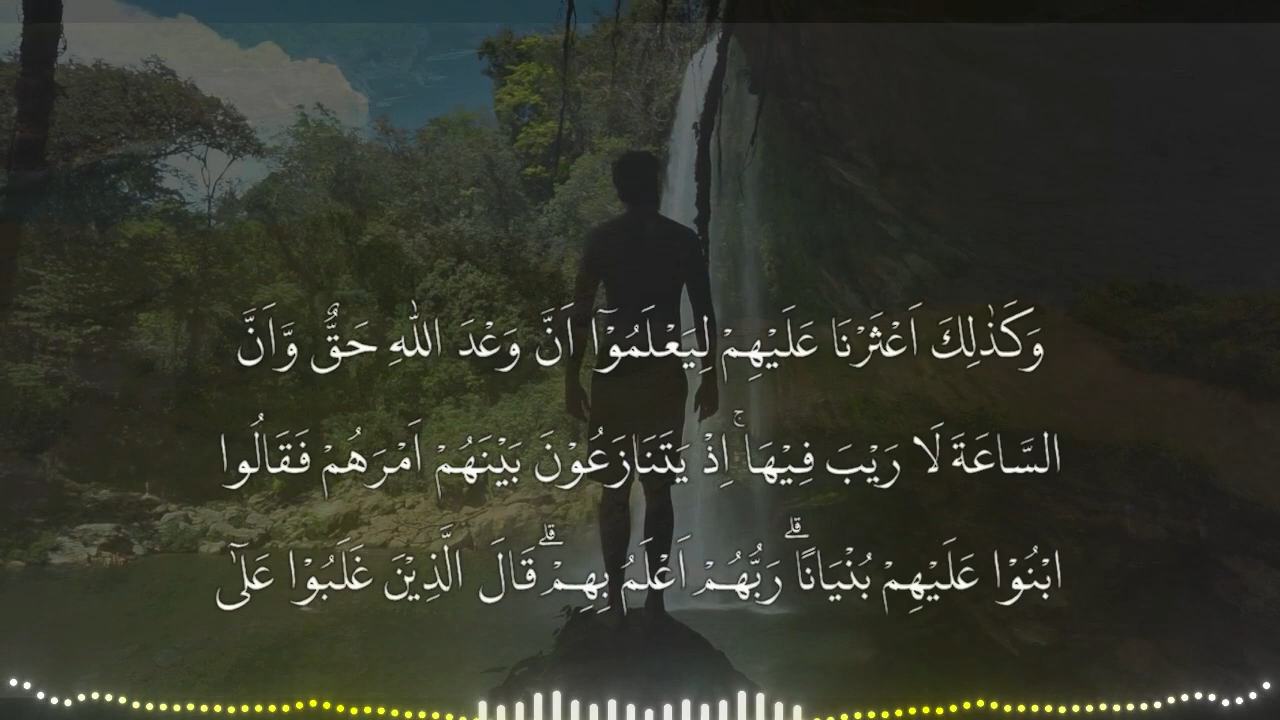 وَكَذٰلِكَ اَعْثَرْنَا عَلَيْهِمْ لِيَعْلَمُوْٓا اَنَّ وَعْدَ اللّٰهِ حَقٌّ وَّاَنَّ
السَّاعَةَ لَا رَيْبَ فِيْهَا ۚ اِذْ يَتَنَازَعُوْنَ بَيْنَهُمْ اَمْرَهُمْ فَقَالُوا
ابْنُوْا عَلَيْهِمْ بُنْيَانًا ۗ رَبُّهُمْ اَعْلَمُ بِهِمْ ۗ قَالَ الَّذِيْنَ غَلَبُوْا عَلٰٓى